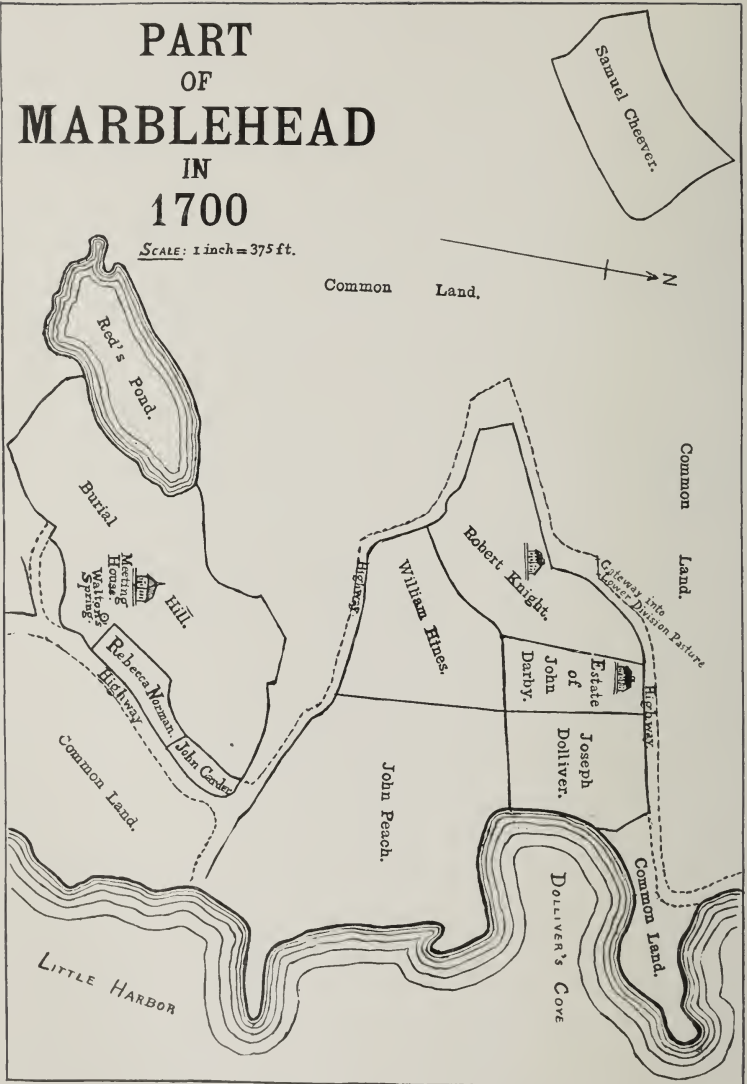 PART
OF
MARBLEHEAD
IN
1700
SCALE: 1 inch = 375 ft.
Samuel Cheever.
N
Common Land.
Red's Pond.
Common Land.
Burial Hill.
Meeting
House.
Walton's
Spring.
Rebecca Norman.
John Carder
Highway
Common Land.
Highway
William Hines.
Robert Knight.
Gateway into
Lower Division Pasture
Estate
of
John
Darby.
Highway
Joseph
Dolliver.
John Peach.
Common Land.
DOLLIVER'S COVE
LITTLE HARBOR